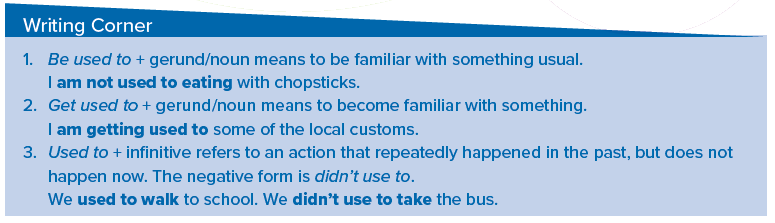 Writing Corner
1. Be used to + gerund/noun means to be familiar with something usual.
I am not used to eating with chopsticks.
2. Get used to + gerund/noun means to become familiar with something.
I am getting used to some of the local customs.
3. Used to + infinitive refers to an action that repeatedly happened in the past, but does not
happen now. The negative form is didn’t use to.
We used to walk to school. We didn’t use to take the bus.